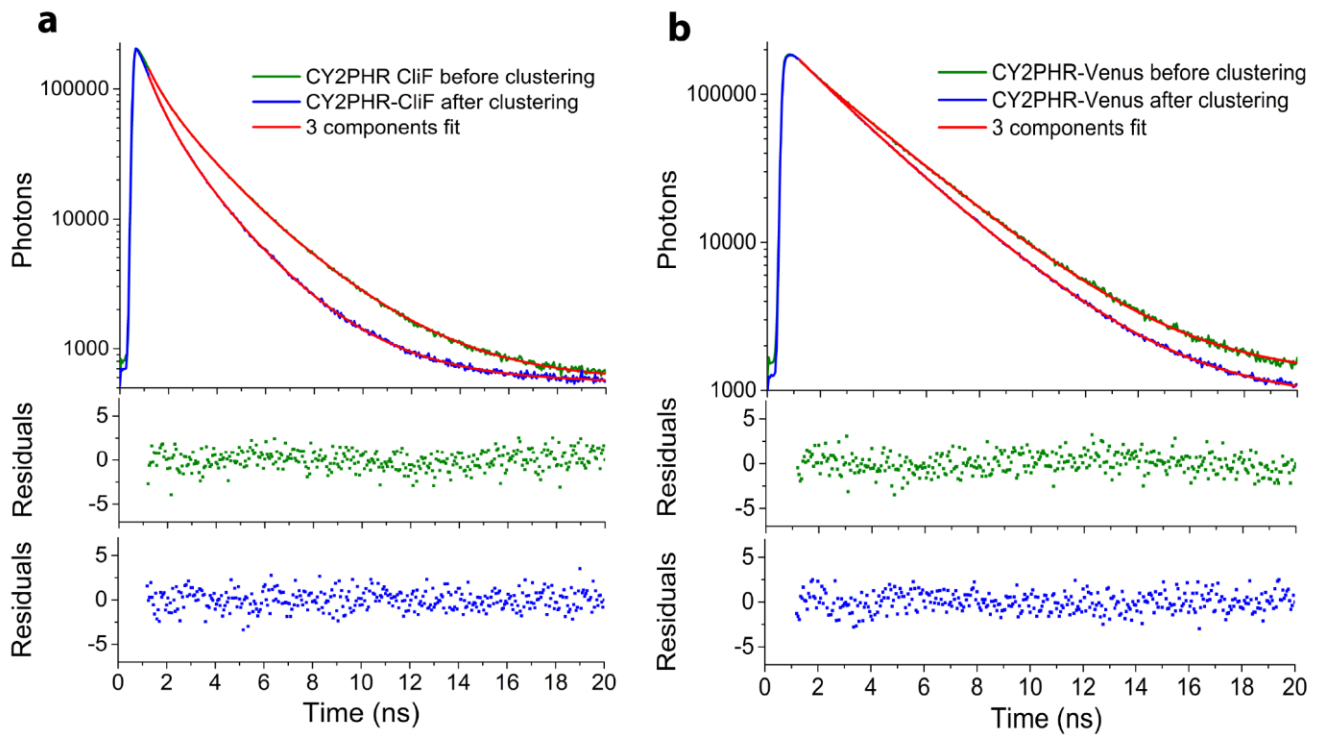 a
CY2PHR CliF before clustering
CY2PHR-CliF after clustering
3 components fit
100000
10000
1000
Photons
5
0
-5
Residuals
5
0
-5
Residuals
0 2 4 6 8 10 12 14 16 18 20
Time (ns)
b
CY2PHR-Venus before clustering
CY2PHR-Venus after clustering
3 components fit
100000
10000
1000
Photons
5
0
-5
Residuals
5
0
-5
Residuals
0 2 4 6 8 10 12 14 16 18 20
Time (ns)